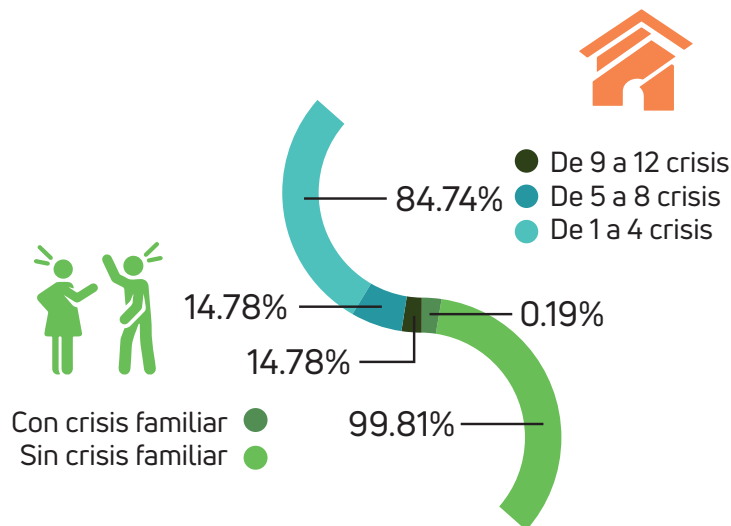 De 9 a 12 crisis
De 5 a 8 crisis
De 1 a 4 crisis
84.74%
14.78%
14.78%
0.19%
99.81%
Con crisis familiar
Sin crisis familiar